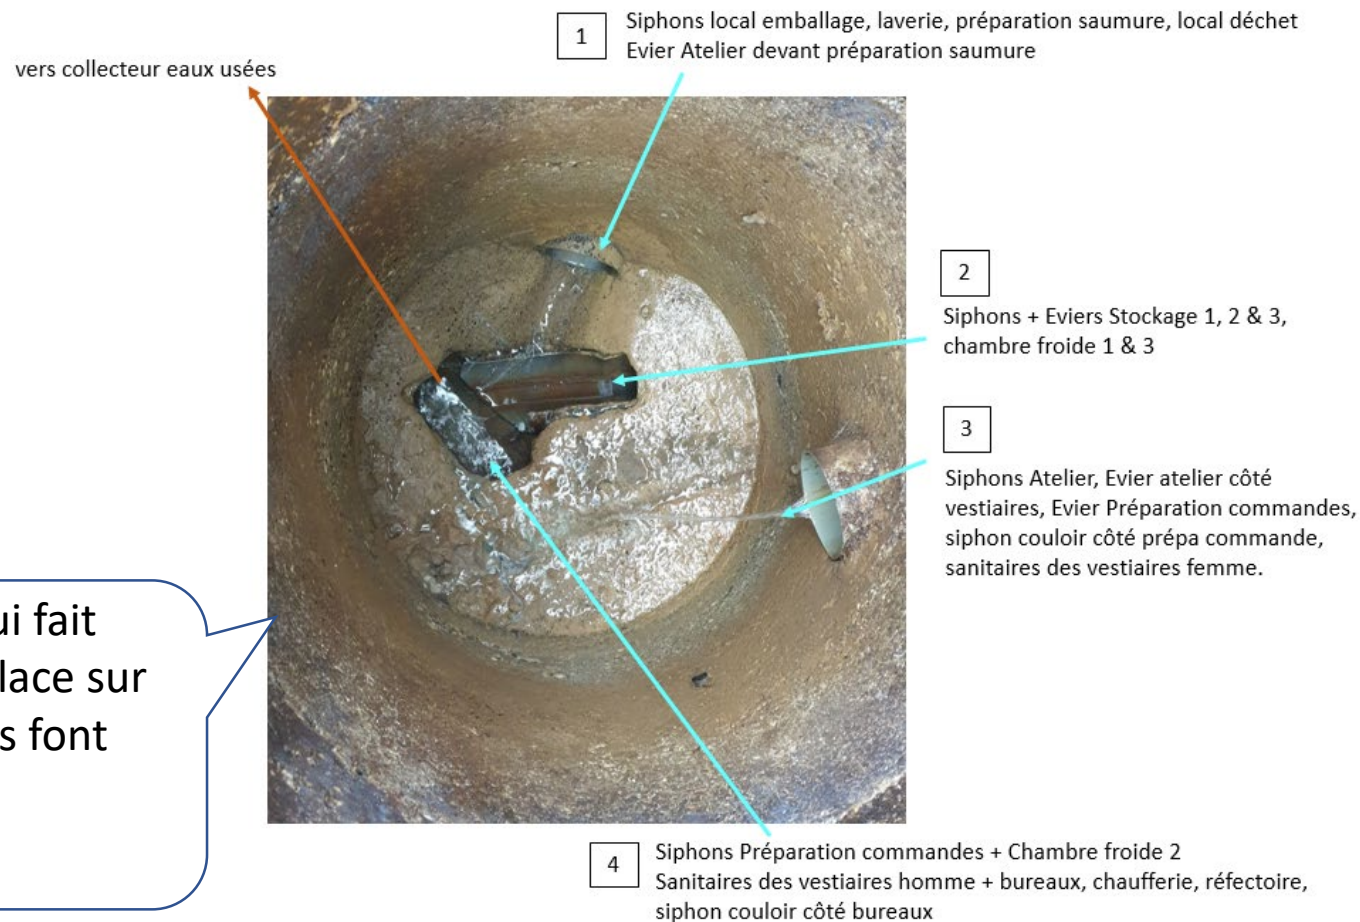 1
Siphons local emballage, laverie, préparation saumure, local déchet
Evier Atelier devant préparation saumure
vers collecteur eaux usées
2
Siphons + Eviers Stockage 1, 2 & 3,
chambre froide 1 & 3
3
Siphons Atelier, Evier atelier côté
vestiaires, Evier Préparation commandes,
siphon couloir côté prépa commande,
sanitaires des vestiaires femme.
ui fait
lace sur
s font
4
Siphons Préparation commandes + Chambre froide 2
Sanitaires des vestiaires homme + bureaux, chaufferie, réfectoire,
siphon couloir côté bureaux